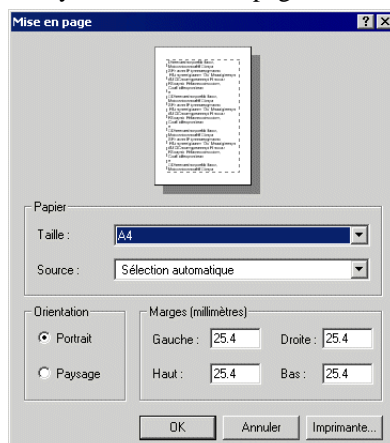 Mise en page
Papier
Taille : A4
Source : Sélection automatique
Orientation
Portrait
Paysage
Marges (millimètres)
Gauche : 25.4 Droite : 25.4
Haut : 25.4 Bas : 25.4
OK Annuler Imprimante...